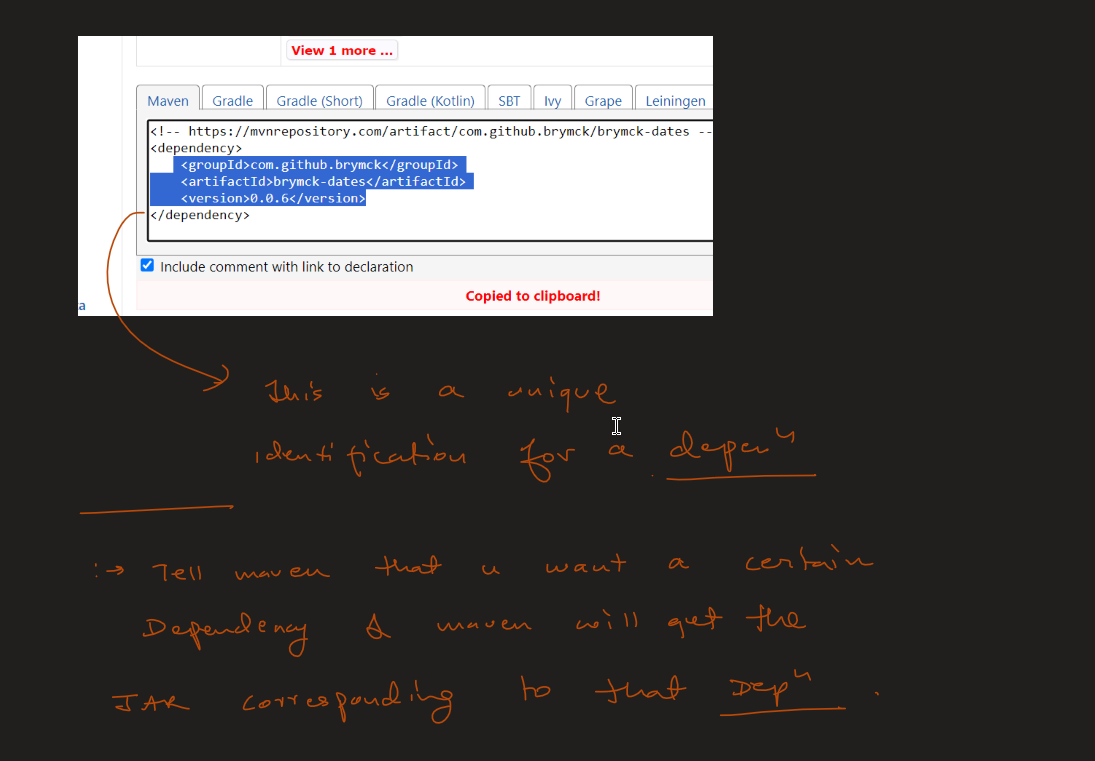 View 1 more ...
Maven Gradle Gradle (Short) Gradle (Kotlin) SBT Ivy Grape Leiningen
<!-- https://mvnrepository.com/artifact/com.github.brymck/brymck-dates --
<dependency>
<groupId>com.github.brymck</groupId>
<artifactId>brymck-dates</artifactId>
<version>0.0.6</version>
</dependency>
Include comment with link to declaration
Copied to clipboard!
a
This is a unique
identification for a depenʸ
:→ Tell maven that u want a certain
Dependency & maven will get the
JAR corresponding to that Depʸ.